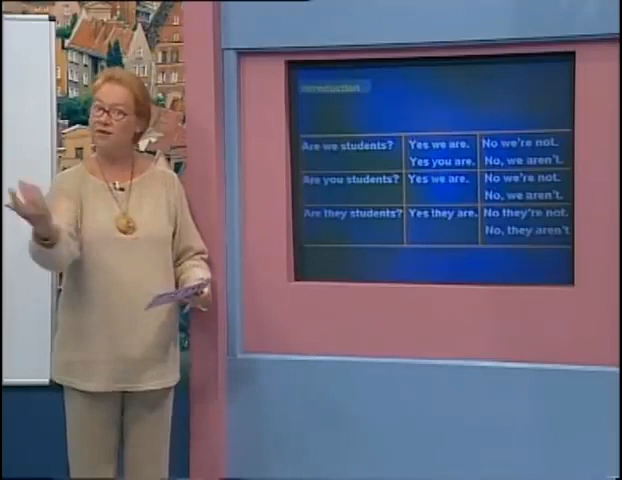 Introduction
Are we students? Yes we are. No we're not.
Yes you are. No, we aren't.
Are you students? Yes we are. No we're not.
No, we aren't.
Are they students? Yes they are. No they're not.
No, they aren't